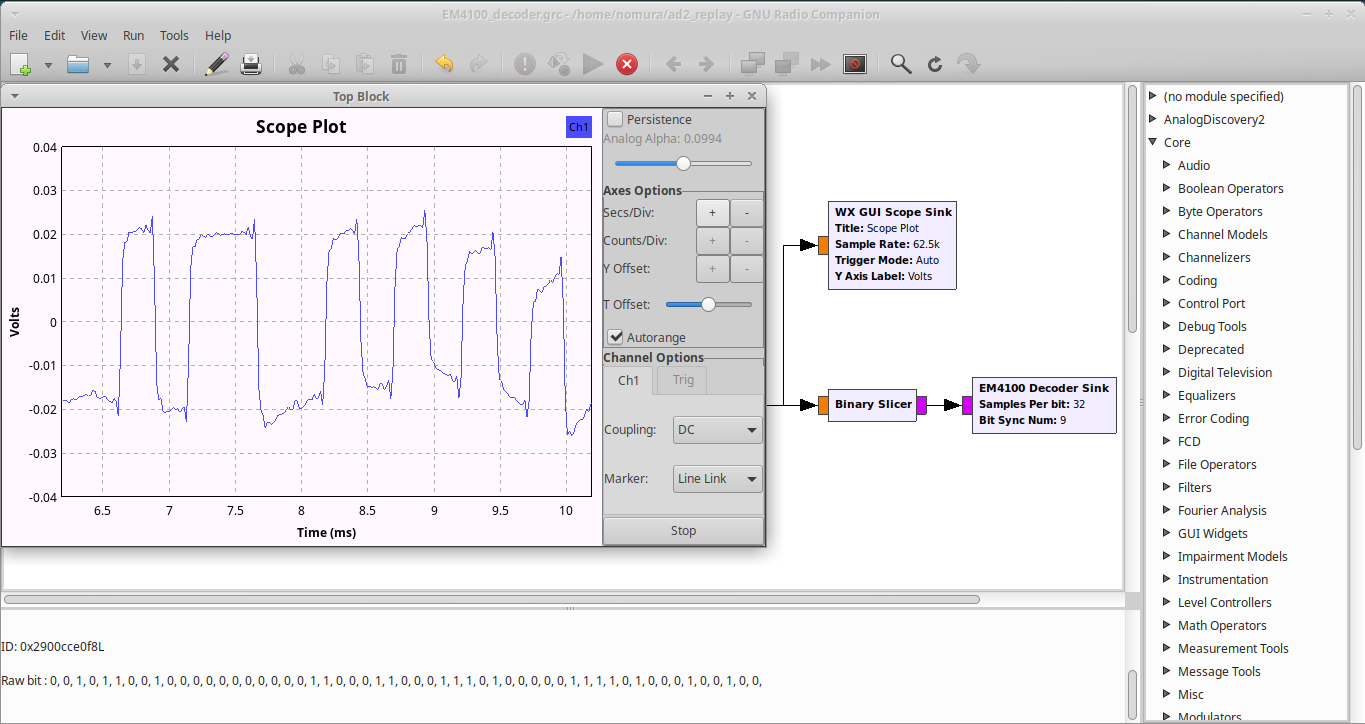 EM4100_decoder.grc - /home/nomura/ad2_replay - GNU Radio Companion
File Edit View Run Tools Help
Top Block
Scope Plot
Ch1
0.04
0.03
0.02
0.01
0
-0.01
-0.02
-0.03
-0.04
Volts
6.5 7 7.5 8 8.5 9 9.5 10
Time (ms)
Persistence
Analog Alpha: 0.0994
Axes Options
Secs/Div: + -
Counts/Div: + -
Y Offset: + -
T Offset:
Autorange
Channel Options
Ch1 Trig
Coupling: DC
Marker: Line Link
Stop
WX GUI Scope Sink
Title: Scope Plot
Sample Rate: 62.5k
Trigger Mode: Auto
Y Axis Label: Volts
Binary Slicer
EM4100 Decoder Sink
Samples Per bit: 32
Bit Sync Num: 9
(no module specified)
AnalogDiscovery2
Core
Audio
Boolean Operators
Byte Operators
Channel Models
Channelizers
Coding
Control Port
Debug Tools
Deprecated
Digital Television
Equalizers
Error Coding
FCD
File Operators
Filters
Fourier Analysis
GUI Widgets
Impairment Models
Instrumentation
Level Controllers
Math Operators
Measurement Tools
Message Tools
Misc
Modulators
ID: 0x2900cce0f8L
Raw bit : 0, 0, 1, 0, 1, 1, 0, 0, 1, 0, 0, 0, 0, 0, 0, 0, 0, 0, 0, 0, 1, 1, 0, 0, 0, 1, 1, 0, 0, 0, 1, 1, 1, 0, 1, 0, 0, 0, 0, 0, 1, 1, 1, 1, 0, 1, 0, 0, 0, 1, 0, 0, 1, 0, 0,